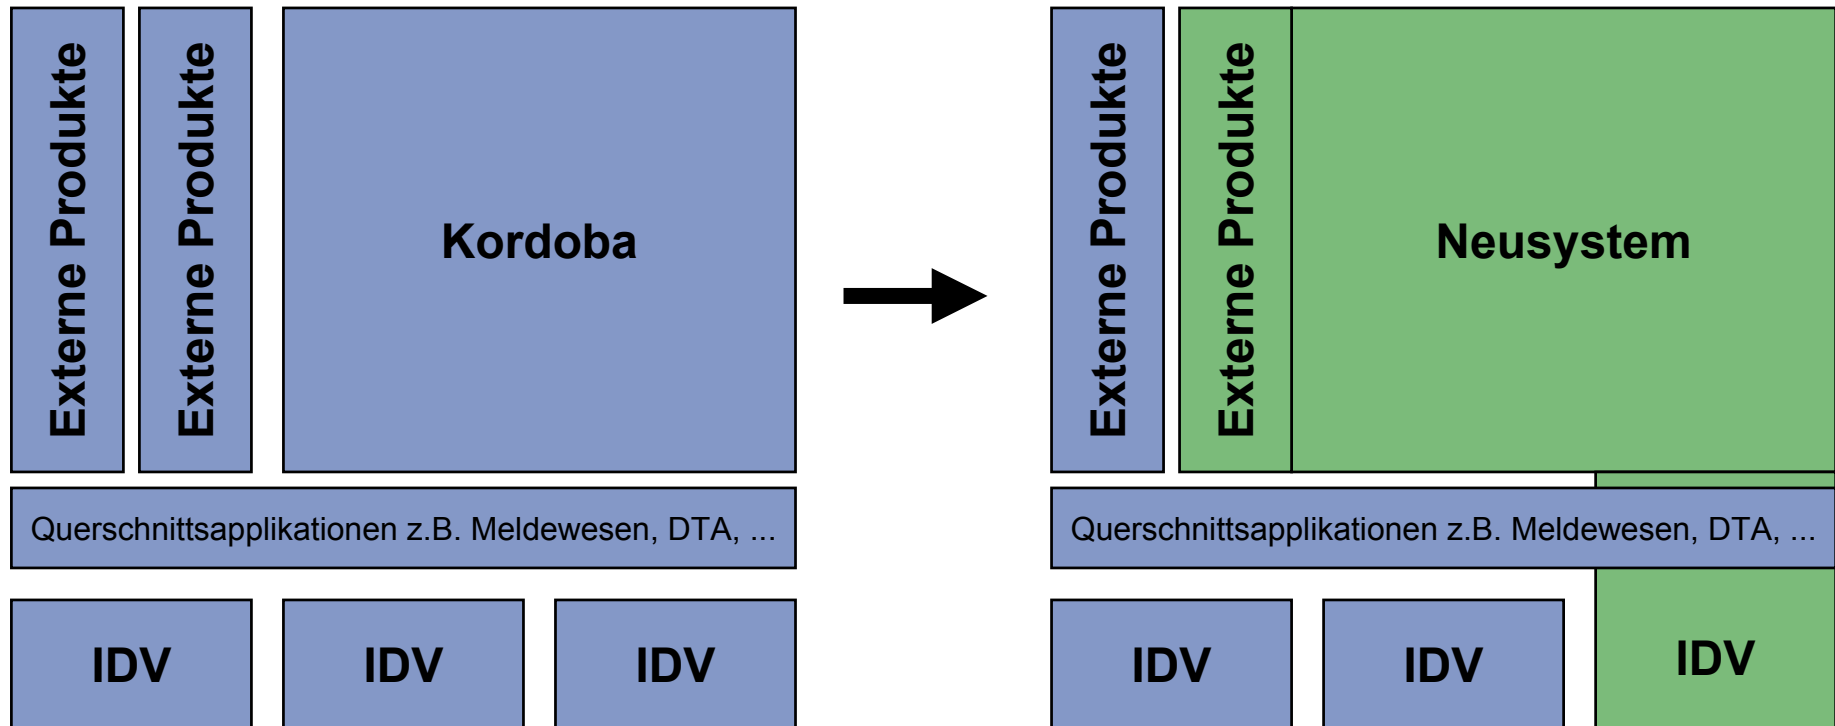 Externe Produkte
Externe Produkte
Kordoba
Querschnittsapplikationen z.B. Meldewesen, DTA, ...
IDV
IDV
IDV
Externe Produkte
Externe Produkte
Neusystem
Querschnittsapplikationen z.B. Meldewesen, DTA, ...
IDV
IDV
IDV